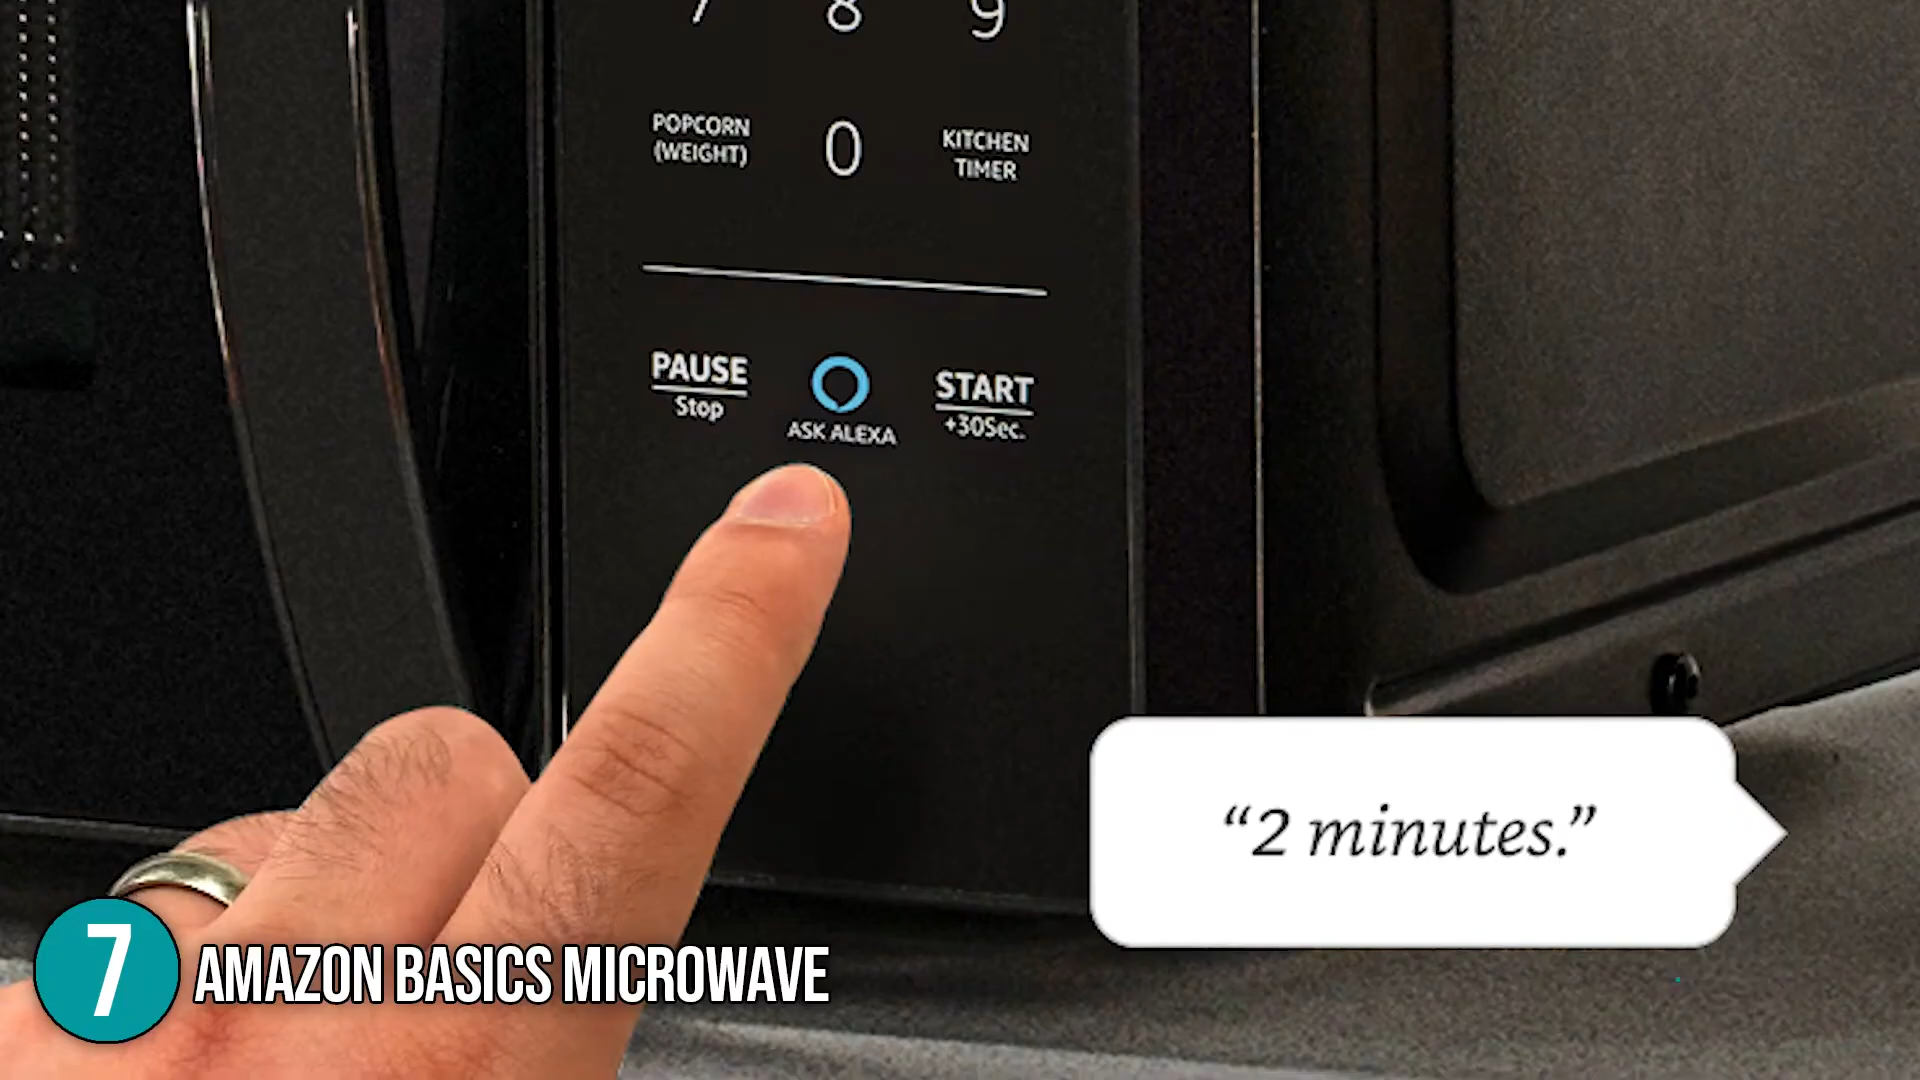 7 8 9
POPCORN
(WEIGHT)
0
KITCHEN
TIMER
PAUSE
Stop
ASK ALEXA
START
+30Sec.
“2 minutes.”
7 AMAZON BASICS MICROWAVE